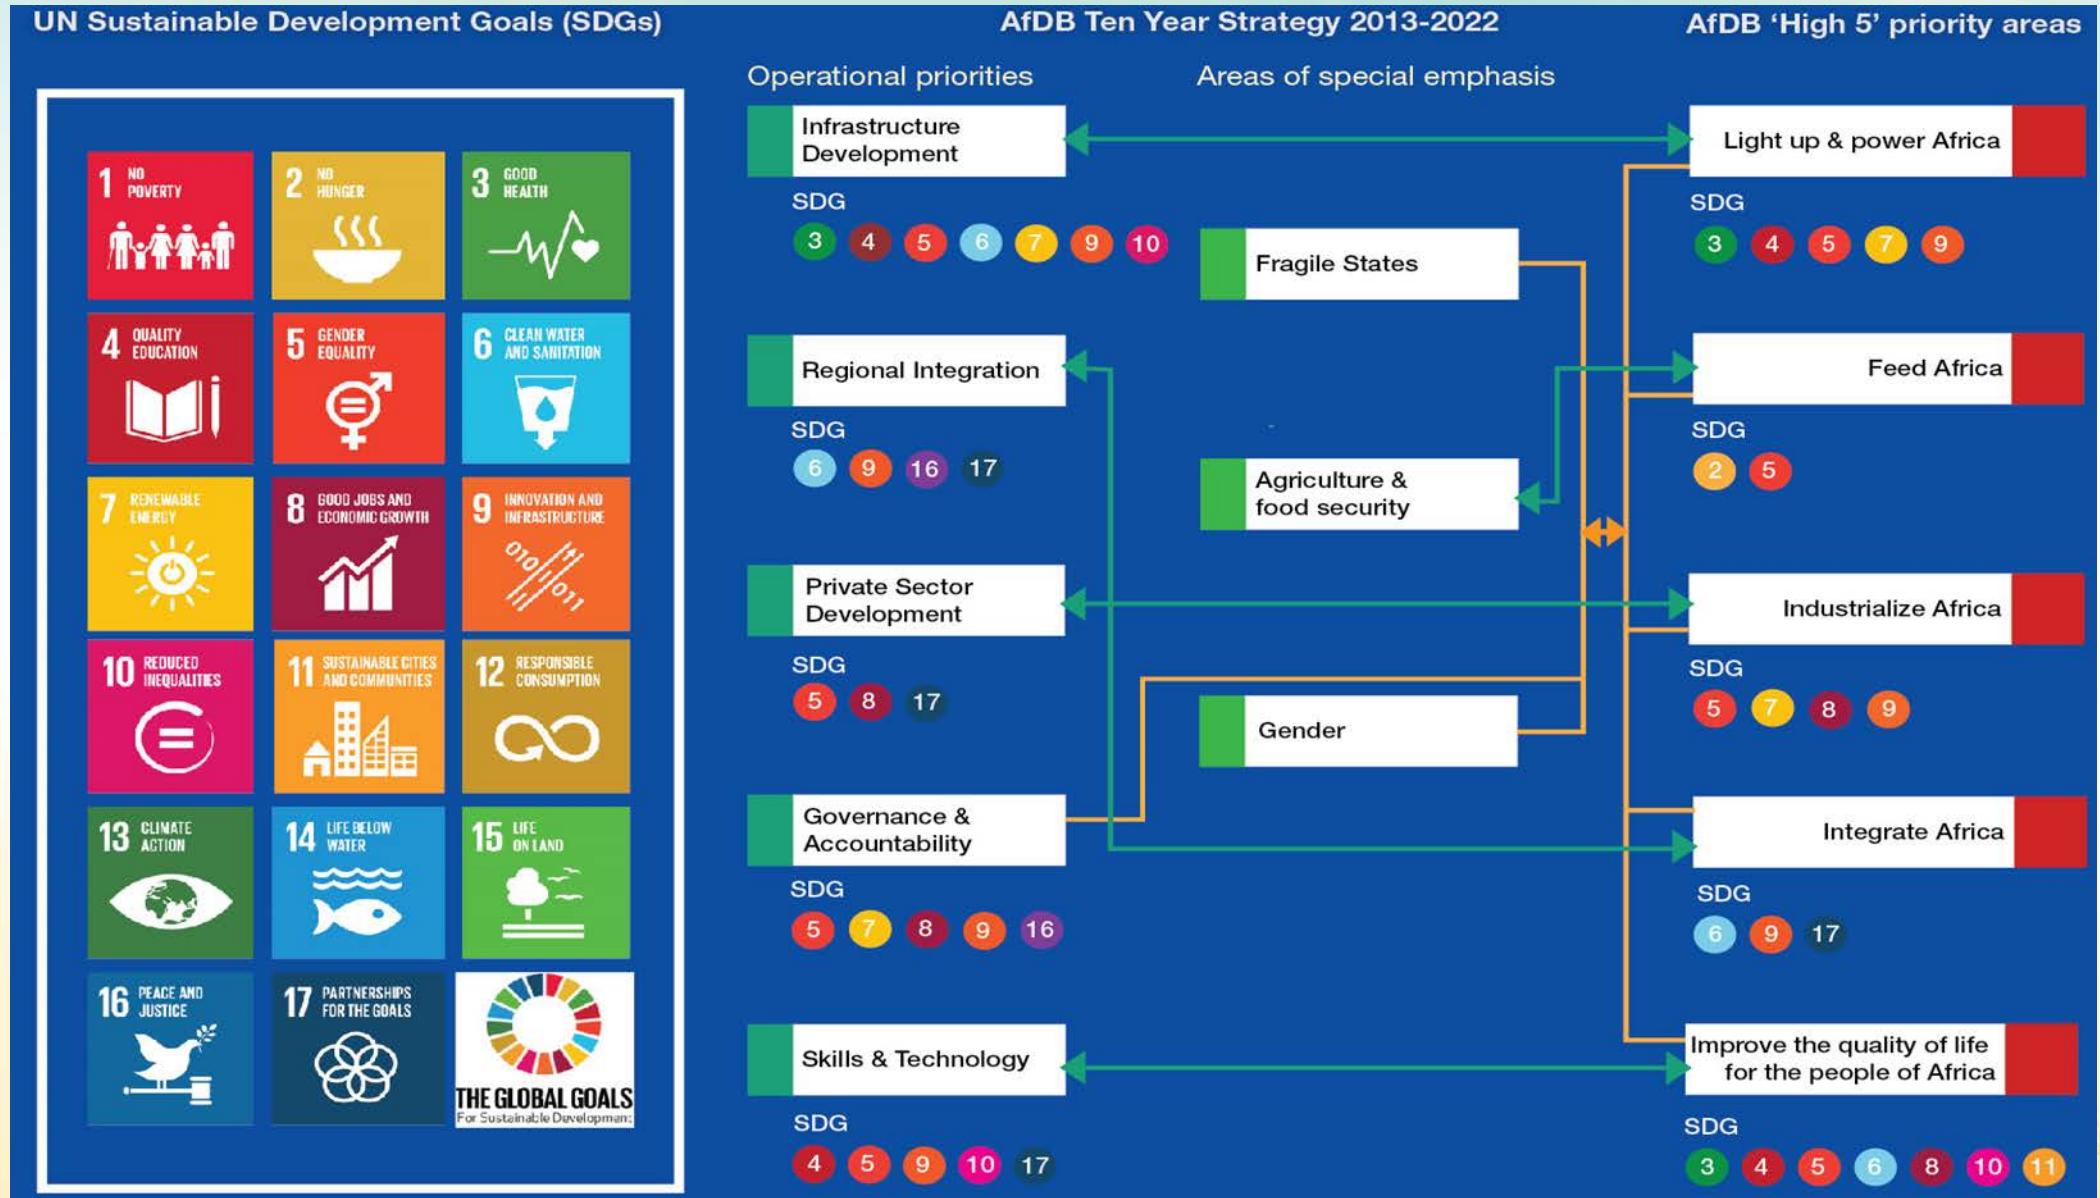 UN Sustainable Development Goals (SDGs)
1 NO
POVERTY
2 NO
HUNGER
3 GOOD
HEALTH
4 QUALITY
EDUCATION
5 GENDER
EQUALITY
6 CLEAN WATER
AND SANITATION
7 RENEWABLE
ENERGY
8 GOOD JOBS AND
ECONOMIC GROWTH
9 INNOVATION AND
INFRASTRUCTURE
010
011
10 REDUCED
INEQUALITIES
11 SUSTAINABLE CITIES
AND COMMUNITIES
12 RESPONSIBLE
CONSUMPTION
13 CLIMATE
ACTION
14 LIFE BELOW
WATER
15 LIFE
ON LAND
16 PEACE AND
JUSTICE
17 PARTNERSHIPS
FOR THE GOALS
THE GLOBAL GOALS
For Sustainable Development
AfDB Ten Year Strategy 2013-2022
Operational priorities
Infrastructure
Development
SDG
3 4 5 6 7 9 10
Regional Integration
SDG
6 9 16 17
Private Sector
Development
SDG
5 8 17
Governance &
Accountability
SDG
5 7 8 9 16
Skills & Technology
SDG
4 5 9 10 17
Areas of special emphasis
Fragile States
Agriculture &
food security
Gender
AfDB ‘High 5’ priority areas
Light up & power Africa
SDG
3 4 5 7 9
Feed Africa
SDG
2 5
Industrialize Africa
SDG
5 7 8 9
Integrate Africa
SDG
6 9 17
Improve the quality of life
for the people of Africa
SDG
3 4 5 6 8 10 11